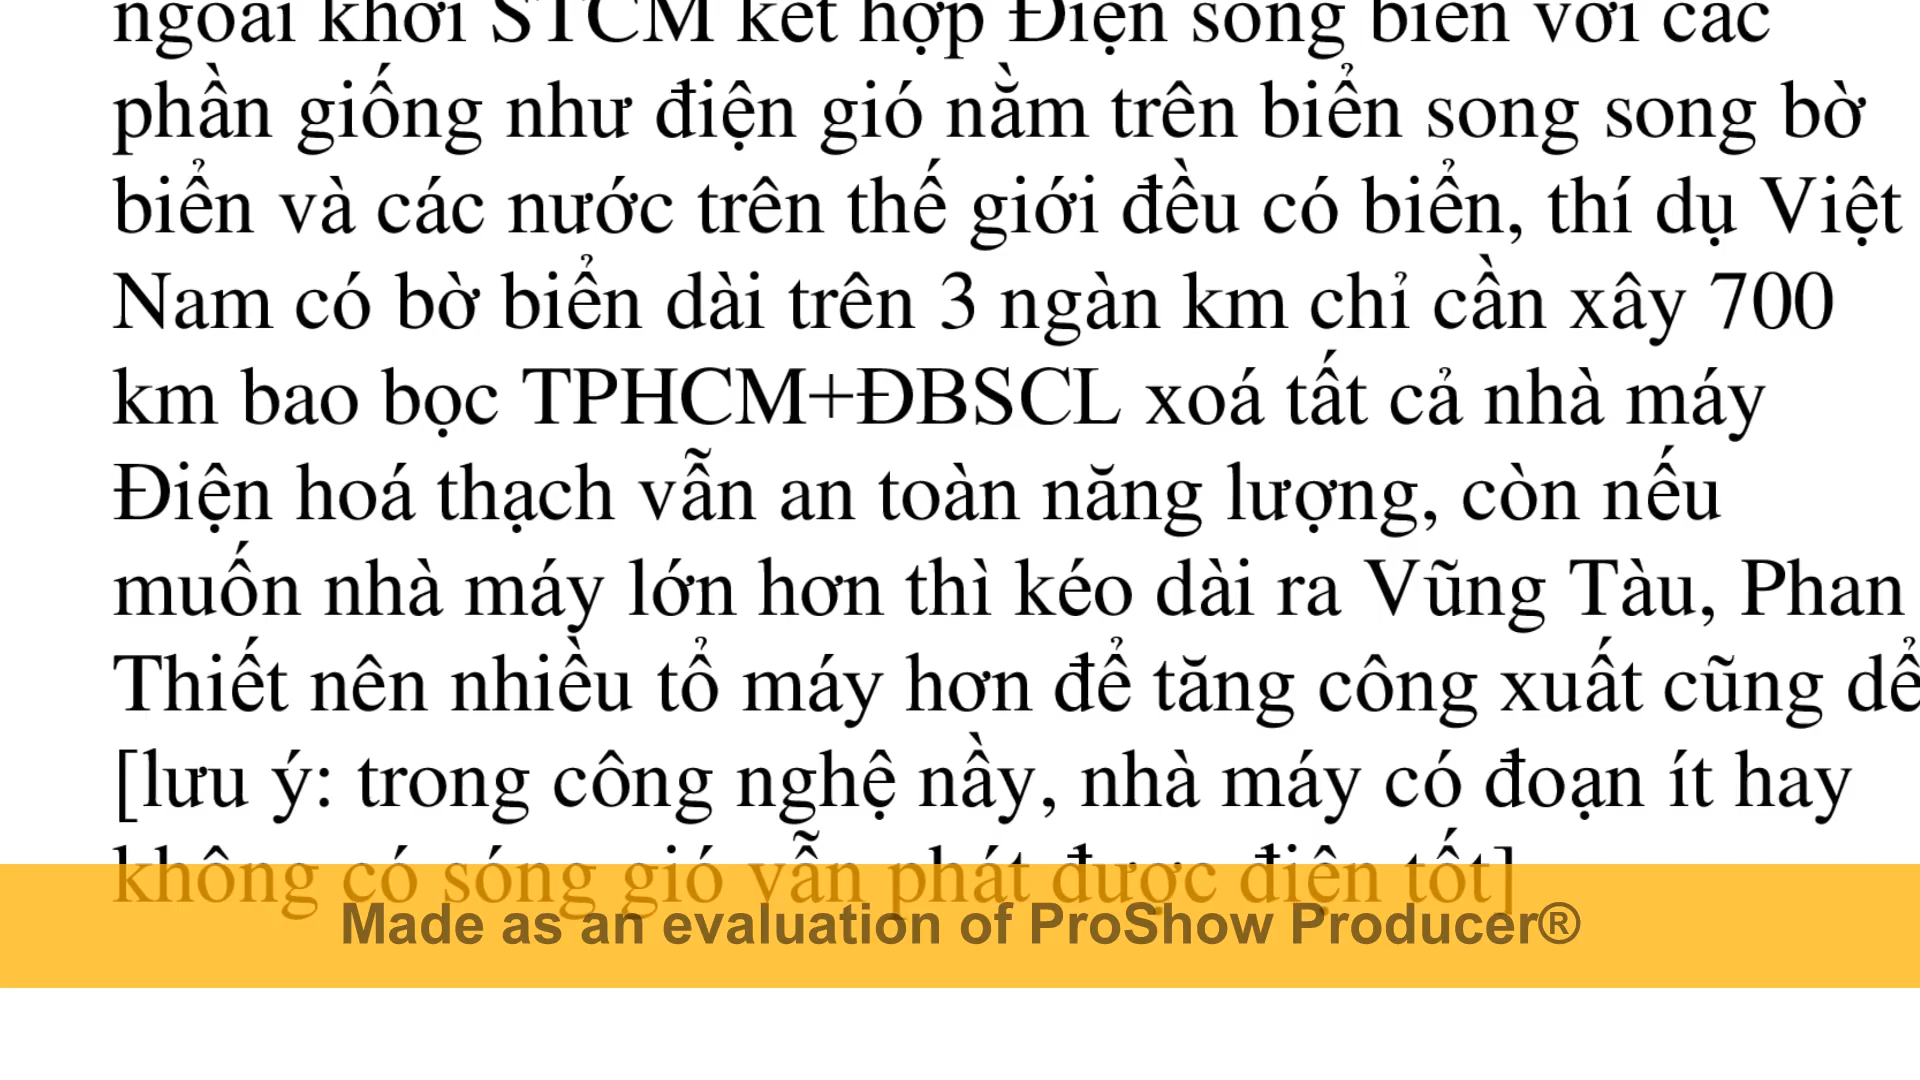 ngoài khơi STCM kết hợp Điện sóng biển với các
phần giống như điện gió nằm trên biển song song bờ
biển và các nước trên thế giới đều có biển, thí dụ Việt
Nam có bờ biển dài trên 3 ngàn km chỉ cần xây 700
km bao bọc TPHCM+ĐBSCL xoá tất cả nhà máy
Điện hoá thạch vẫn an toàn năng lượng, còn nếu
muốn nhà máy lớn hơn thì kéo dài ra Vũng Tàu, Phan
Thiết nên nhiều tổ máy hơn để tăng công xuất cũng dể
[lưu ý: trong công nghệ nầy, nhà máy có đoạn ít hay
không có sóng gió vẫn phát được điện tốt]
Made as an evaluation of ProShow Producer®